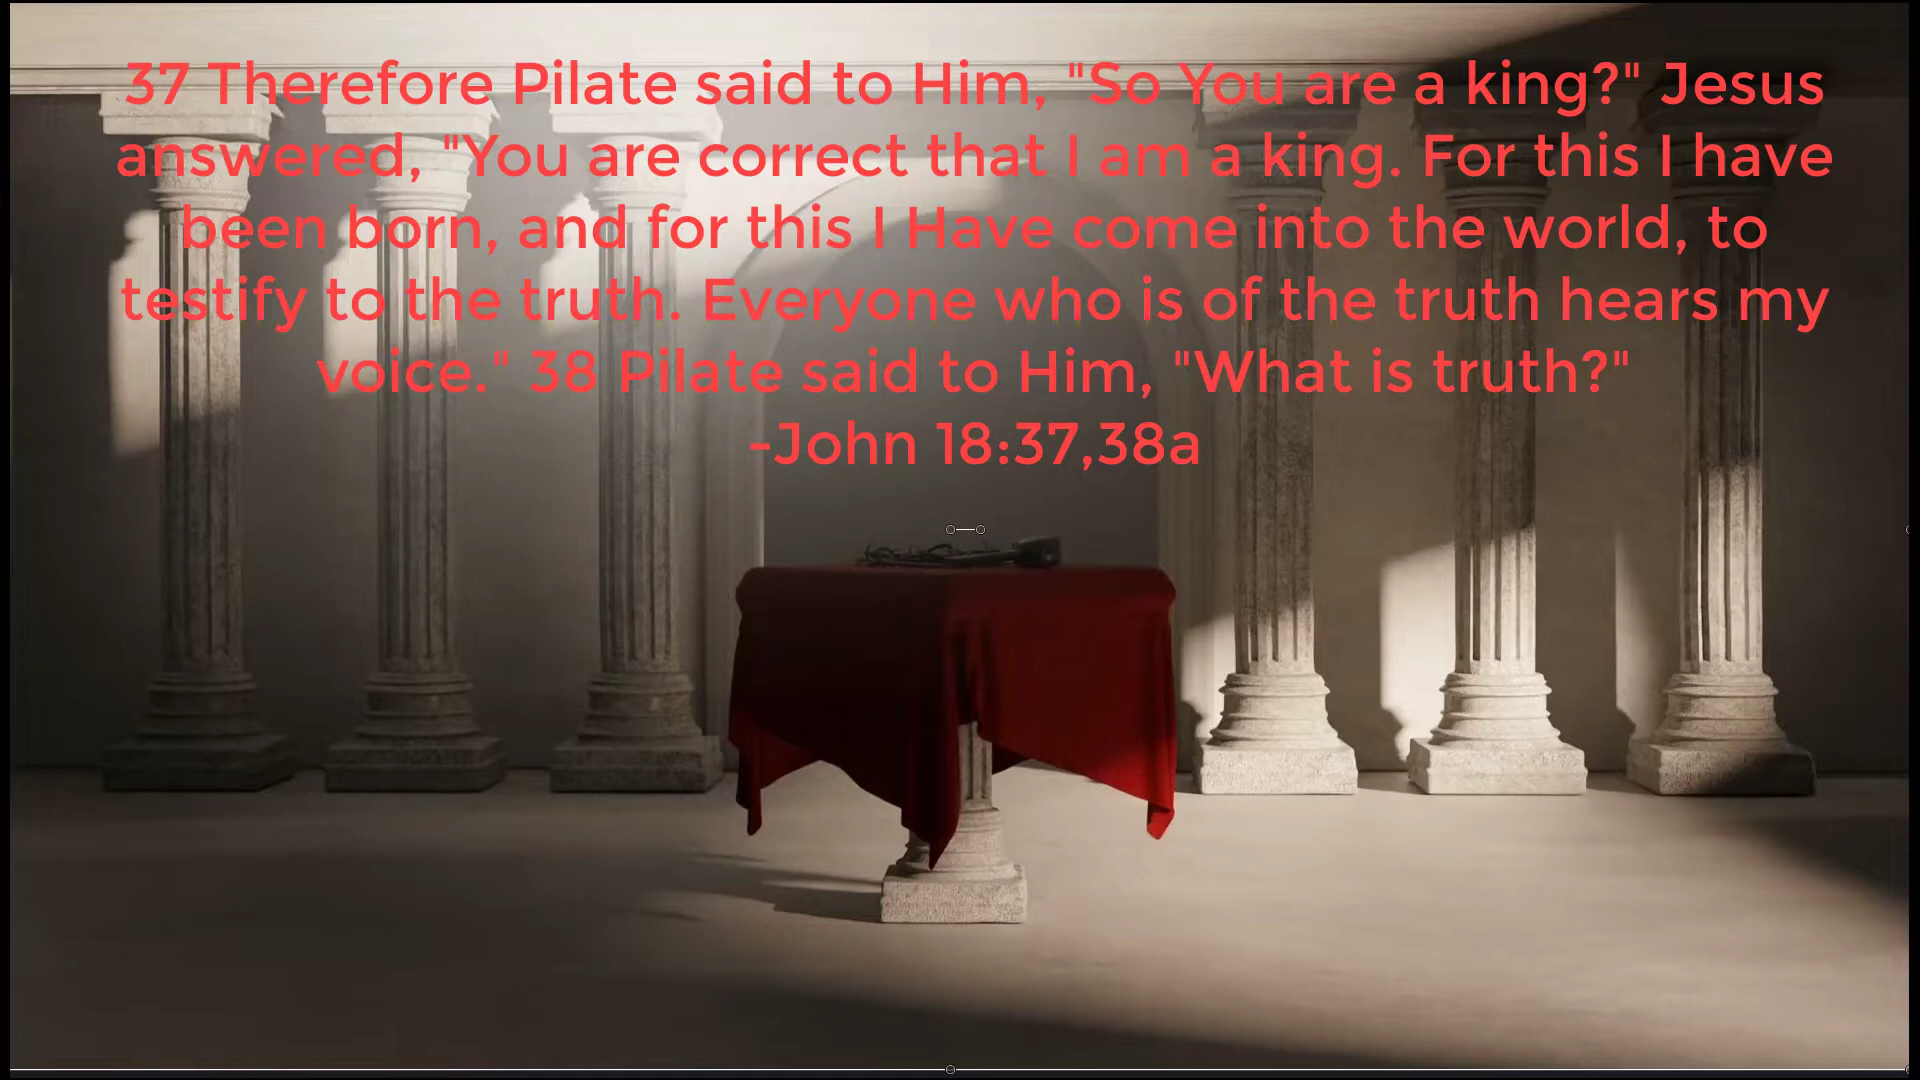 37 Therefore Pilate said to Him, "So You are a king?" Jesus
answered, "You are correct that I am a king. For this I have
been born, and for this I Have come into the world, to
testify to the truth. Everyone who is of the truth hears my
voice." 38 Pilate said to Him, "What is truth?"
-John 18:37,38a